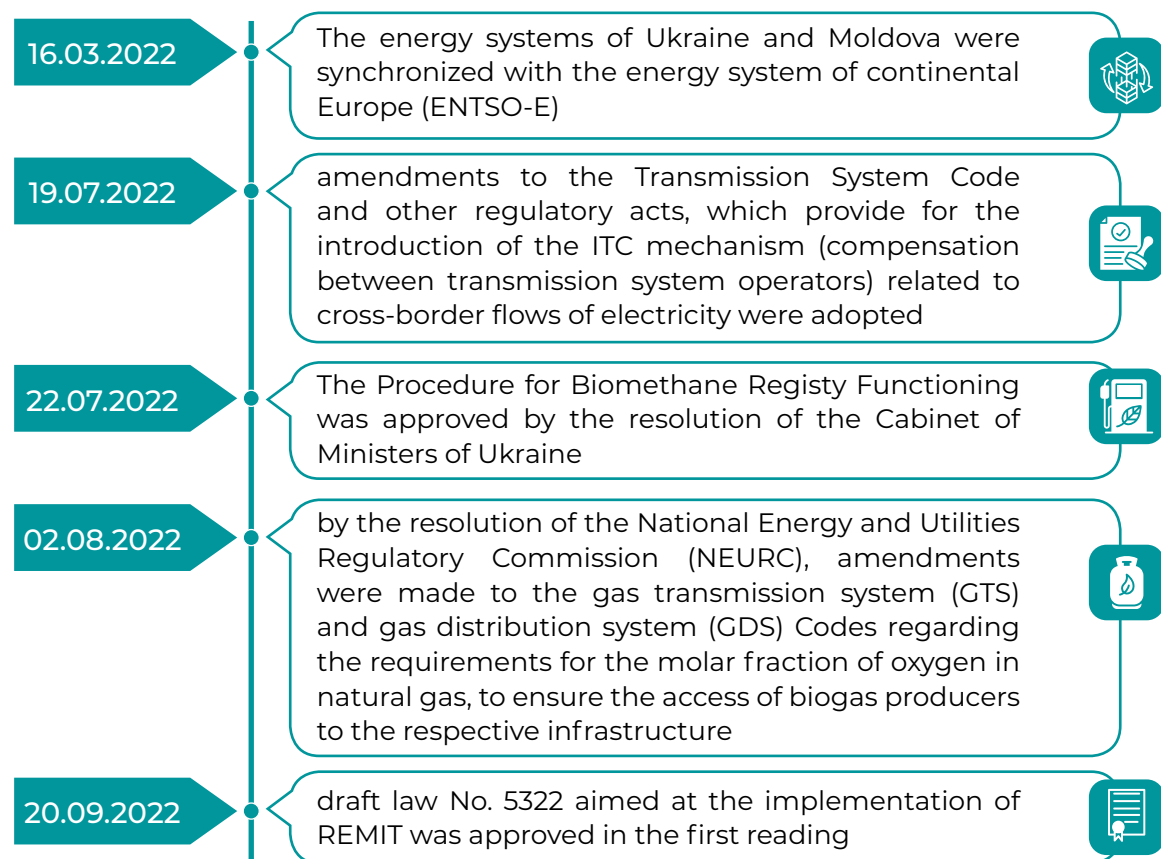 16.03.2022
The energy systems of Ukraine and Moldova were
synchronized with the energy system of continental
Europe (ENTSO-E)
19.07.2022
amendments to the Transmission System Code
and other regulatory acts, which provide for the
introduction of the ITC mechanism (compensation
between transmission system operators) related to
cross-border flows of electricity were adopted
22.07.2022
The Procedure for Biomethane Registy Functioning
was approved by the resolution of the Cabinet of
Ministers of Ukraine
02.08.2022
by the resolution of the National Energy and Utilities
Regulatory Commission (NEURC), amendments
were made to the gas transmission system (GTS)
and gas distribution system (GDS) Codes regarding
the requirements for the molar fraction of oxygen in
natural gas, to ensure the access of biogas producers
to the respective infrastructure
20.09.2022
draft law No. 5322 aimed at the implementation of
REMIT was approved in the first reading